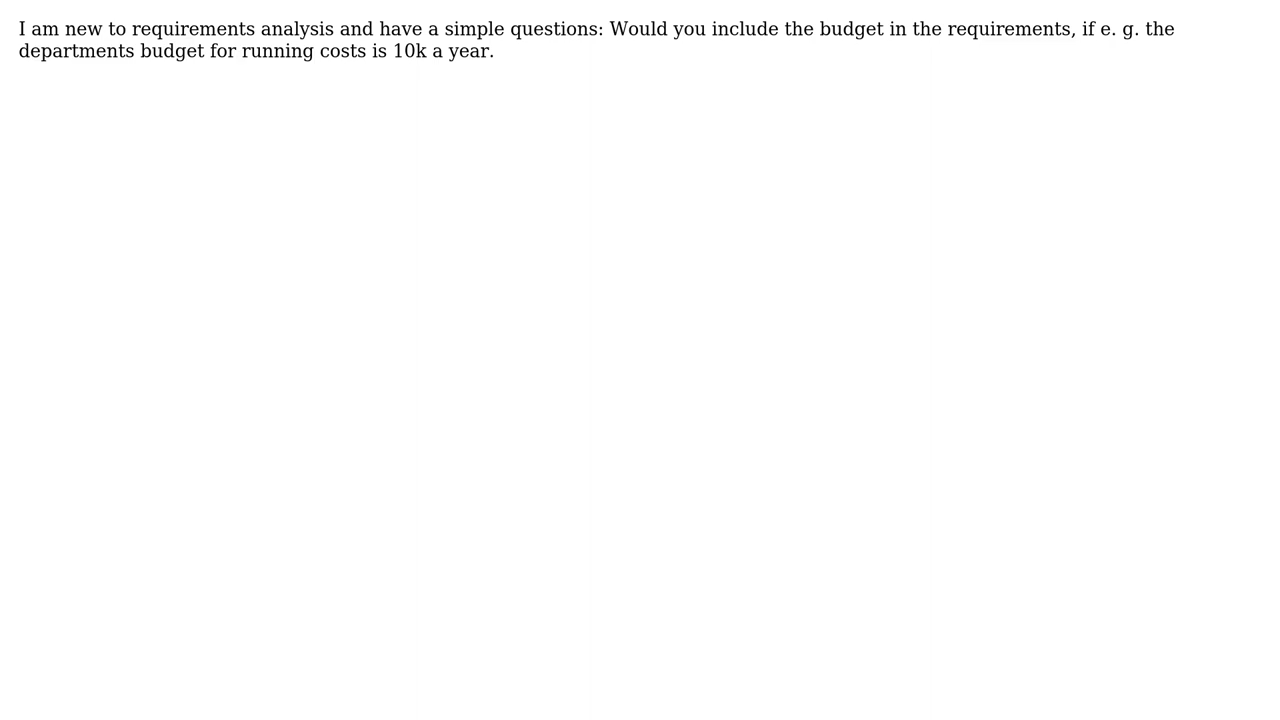 I am new to requirements analysis and have a simple questions: Would you include the budget in the requirements, if e. g. the
departments budget for running costs is 10k a year.